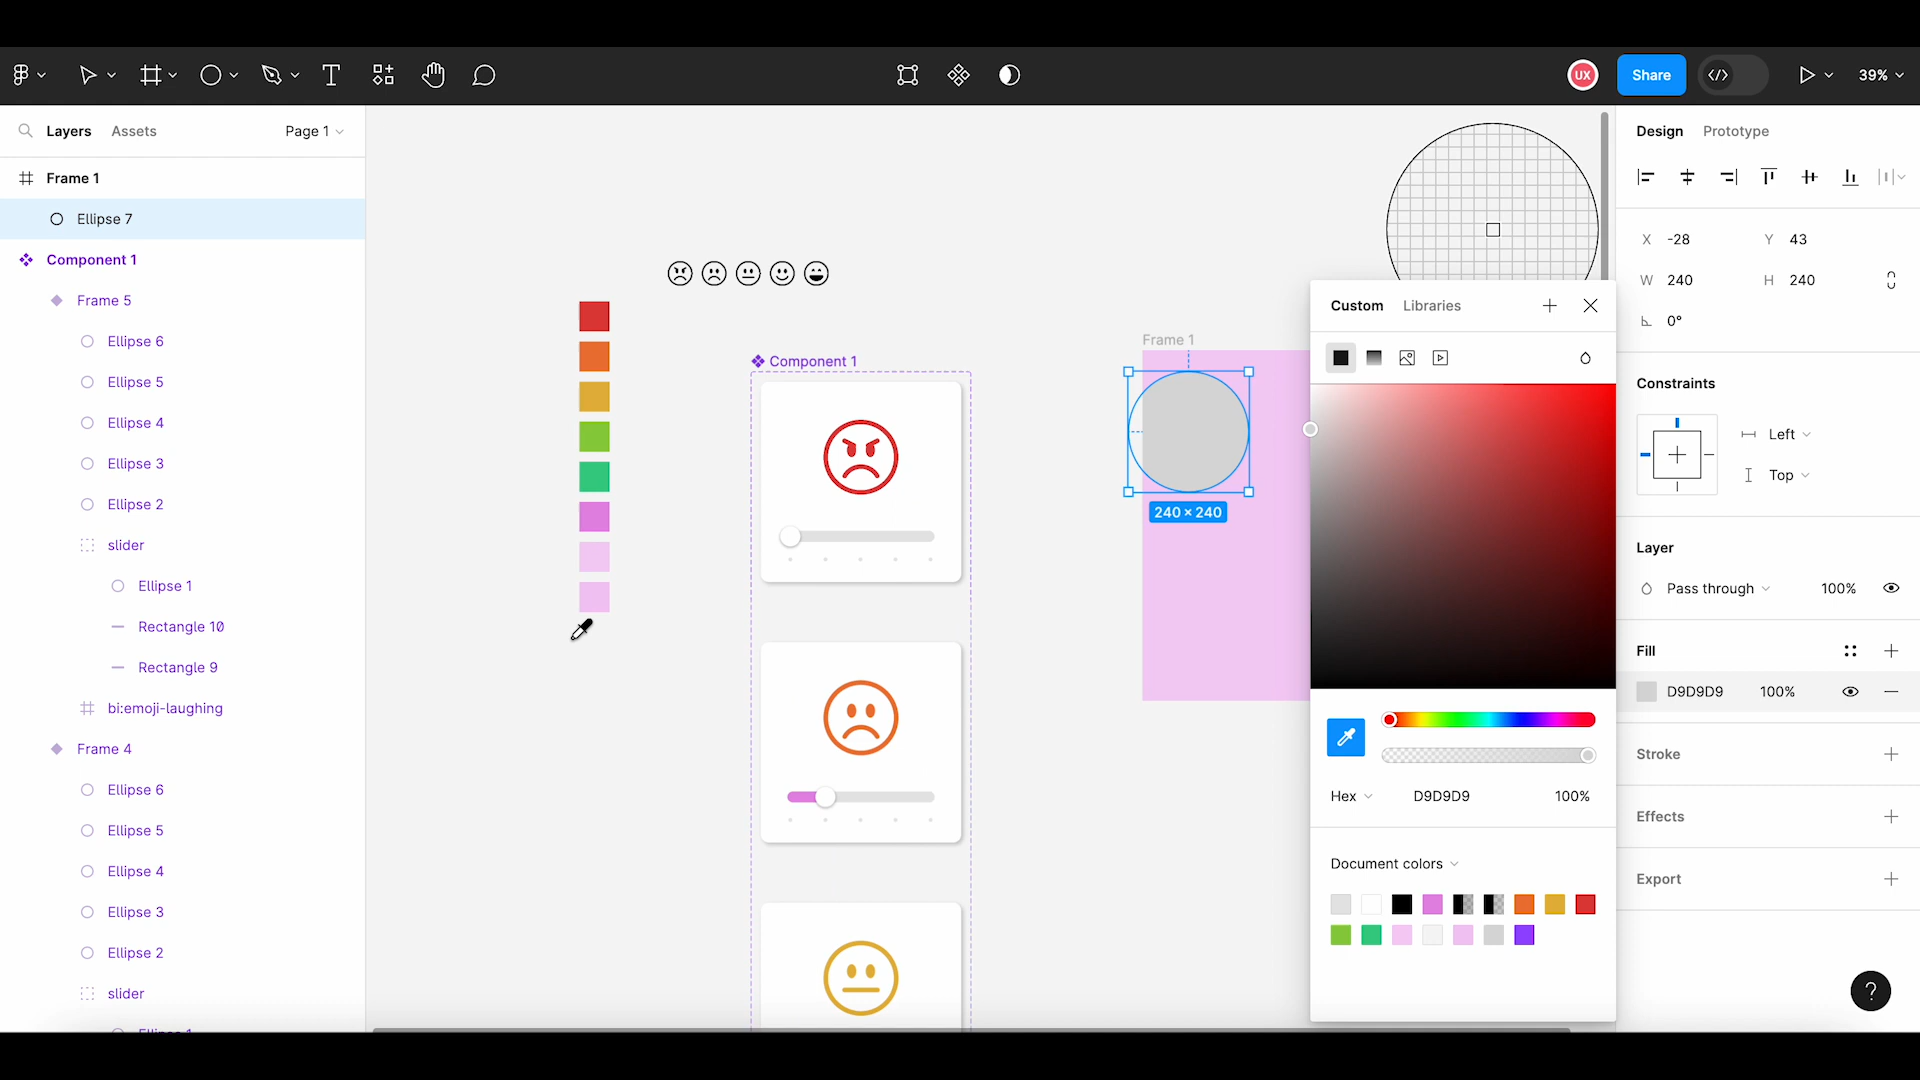 UX
Share
39%
Layers
Assets
Page 1
Frame 1
Ellipse 7
Component 1
Frame 5
Ellipse 6
Ellipse 5
Ellipse 4
Ellipse 3
Ellipse 2
slider
Ellipse 1
Rectangle 10
Rectangle 9
bi:emoji-laughing
Frame 4
Ellipse 6
Ellipse 5
Ellipse 4
Ellipse 3
Ellipse 2
slider
Ellipse 1
Component 1
Frame 1
240 × 240
Custom
Libraries
Hex
D9D9D9
100%
Document colors
Design
Prototype
X -28
Y 43
W 240
H 240
0°
Constraints
Left
Top
Layer
Pass through
100%
Fill
D9D9D9
100%
Stroke
Effects
Export
?